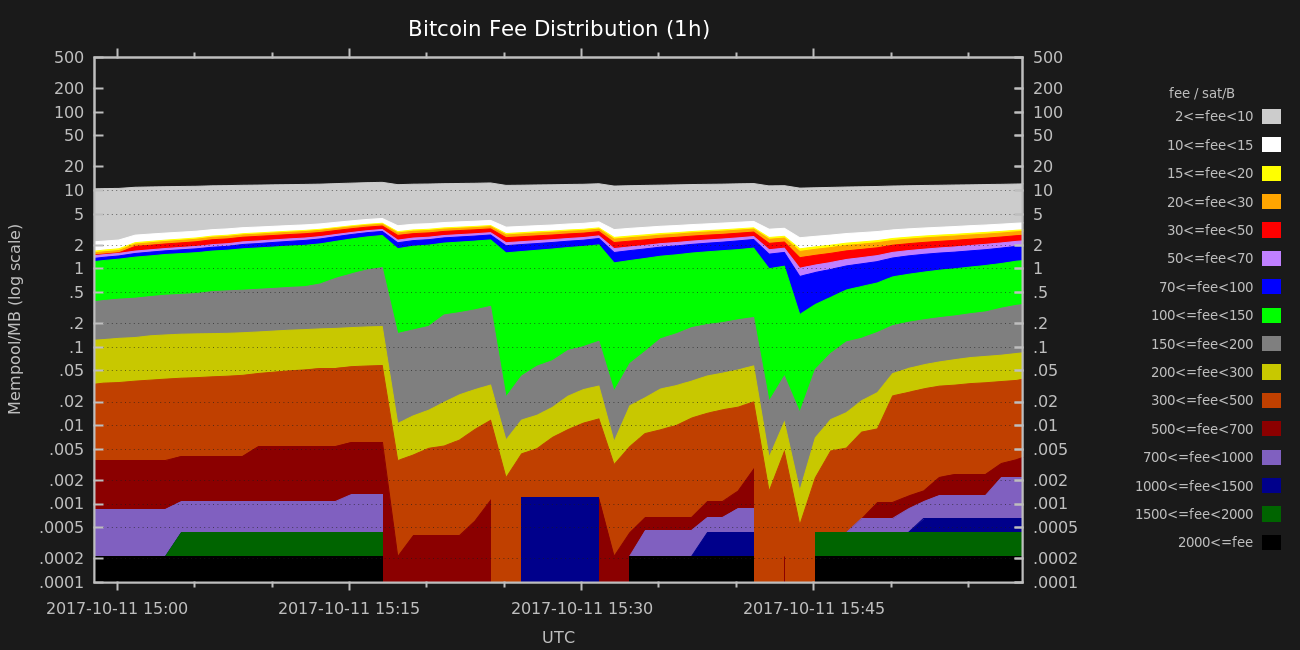 Bitcoin Fee Distribution (1h)
Mempool/MB (log scale)
500
200
100
50
20
10
5
2
1
.5
.2
.1
.05
.02
.01
.005
.002
.001
.0005
.0002
.0001
500
200
100
50
20
10
5
2
1
.5
.2
.1
.05
.02
.01
.005
.002
.001
.0005
.0002
.0001
2017-10-11 15:00
2017-10-11 15:15
2017-10-11 15:30
2017-10-11 15:45
UTC
fee / sat/B
2<=fee<10
10<=fee<15
15<=fee<20
20<=fee<30
30<=fee<50
50<=fee<70
70<=fee<100
100<=fee<150
150<=fee<200
200<=fee<300
300<=fee<500
500<=fee<700
700<=fee<1000
1000<=fee<1500
1500<=fee<2000
2000<=fee